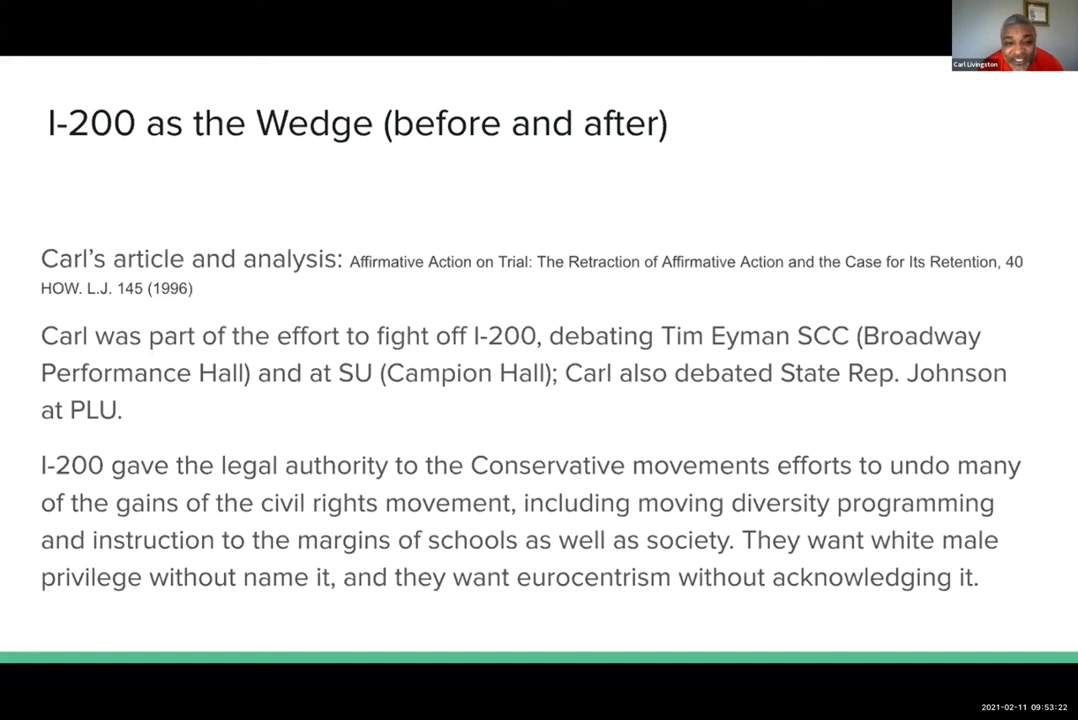 Carl Livingston
I-200 as the Wedge (before and after)
Carl's article and analysis: Affirmative Action on Trial: The Retraction of Affirmative Action and the Case for Its Retention, 40
HOW. L.J. 145 (1996)
Carl was part of the effort to fight off I-200, debating Tim Eyman SCC (Broadway
Performance Hall) and at SU (Campion Hall); Carl also debated State Rep. Johnson
at PLU.
I-200 gave the legal authority to the Conservative movements efforts to undo many
of the gains of the civil rights movement, including moving diversity programming
and instruction to the margins of schools as well as society. They want white male
privilege without name it, and they want eurocentrism without acknowledging it.
2021-02-11 09:53:22